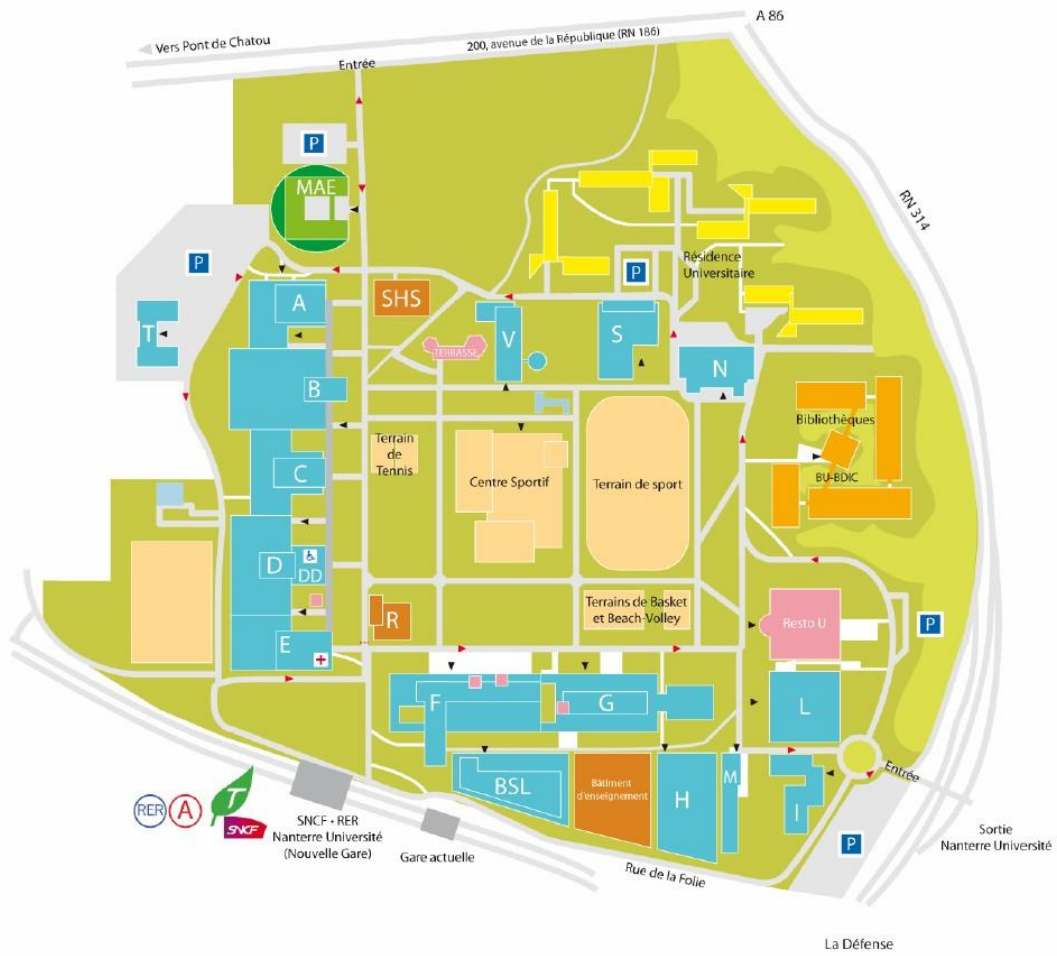 A 86
Vers Pont de Chatou
200, avenue de la République (RN 186)
Entrée
P
MAE
RN 314
P
P
Résidence
Universitaire
A
SHS
T
V
S
TERRASSE
N
B
Bibliothèques
Terrain
de
Tennis
Centre Sportif
Terrain de sport
BU-BDIC
C
D
DD
Terrains de Basket
et Beach-Volley
R
Resto U
P
E
F
G
L
Entrée
BSL
Bâtiment
d'enseignement
H
M
I
RER
A
T
SNCF
SNCF • RER
Nanterre Université
(Nouvelle Gare)
Gare actuelle
P
Sortie
Nanterre Université
Rue de la Folie
La Défense